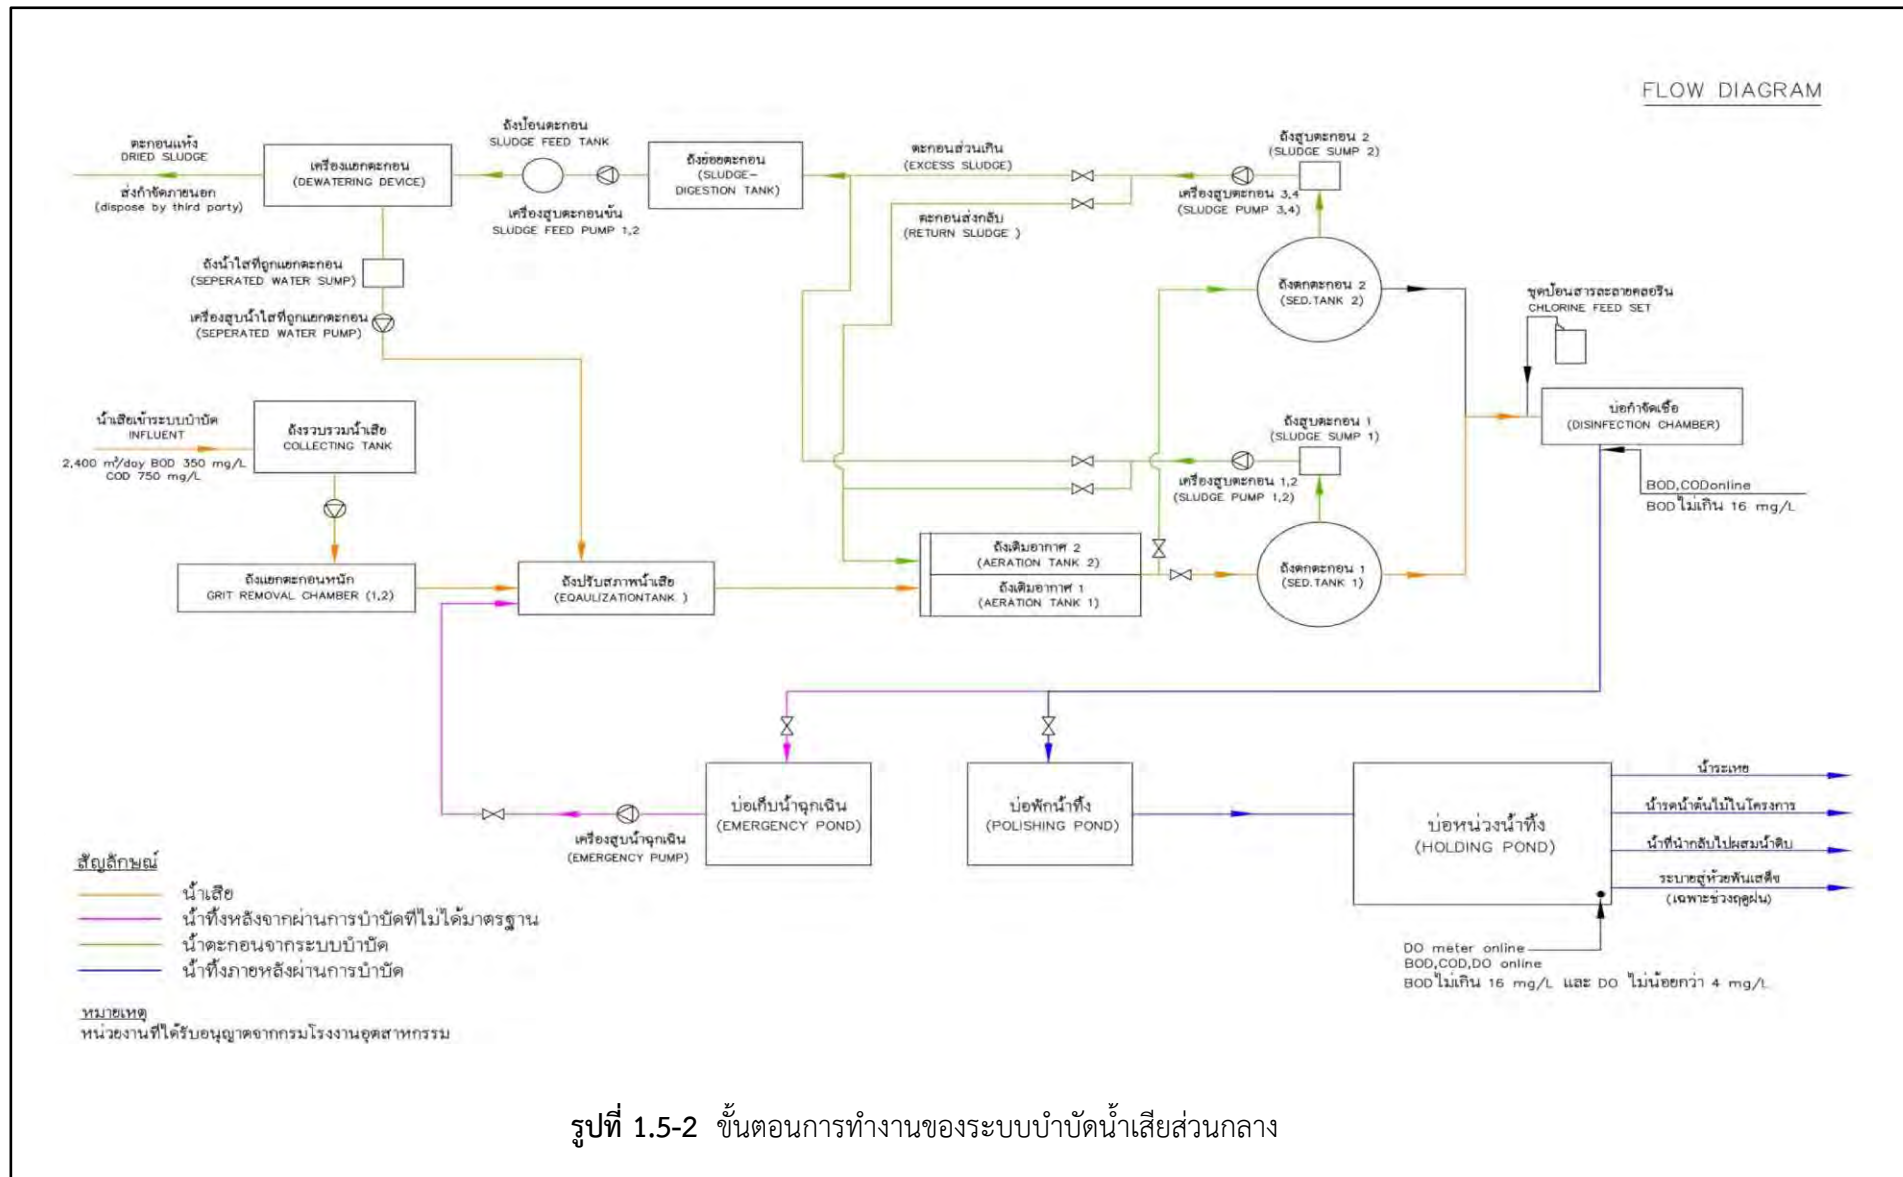 FLOW DIAGRAM
ตะกอนแห้ง
DRIED SLUDGE
ส่งกำจัดภายนอก
(dispose by third party)
เครื่องแยกตะกอน
(DEWATERING DEVICE)
ถังป้อนตะกอน
SLUDGE FEED TANK
เครื่องสูบตะกอนข้น
SLUDGE FEED PUMP 1,2
ถังย่อยตะกอน
(SLUDGE-
DIGESTION TANK)
ตะกอนส่วนเกิน
(EXCESS SLUDGE)
ตะกอนส่งกลับ
(RETURN SLUDGE )
ถังสูบตะกอน 2
(SLUDGE SUMP 2)
เครื่องสูบตะกอน 3,4
(SLUDGE PUMP 3,4)
ถังน้ำใสที่ถูกแยกตะกอน
(SEPERATED WATER SUMP)
เครื่องสูบน้ำใสที่ถูกแยกตะกอน
(SEPERATED WATER PUMP)
ถังตกตะกอน 2
(SED.TANK 2)
ชุดป้อนสารละลายคลอรีน
CHLORINE FEED SET
น้ำเสียเข้าระบบบำบัด
INFLUENT
2,400 m³/day BOD 350 mg/L
COD 750 mg/L
ถังรวบรวมน้ำเสีย
COLLECTING TANK
ถังสูบตะกอน 1
(SLUDGE SUMP 1)
เครื่องสูบตะกอน 1,2
(SLUDGE PUMP 1,2)
บ่อกำจัดเชื้อ
(DISINFECTION CHAMBER)
BOD,CODonline
BOD ไม่เกิน 16 mg/L
ถังแยกตะกอนหนัก
GRIT REMOVAL CHAMBER (1,2)
ถังปรับสภาพน้ำเสีย
(EQAULIZATIONTANK )
ถังเติมอากาศ 2
(AERATION TANK 2)
ถังเติมอากาศ 1
(AERATION TANK 1)
ถังตกตะกอน 1
(SED.TANK 1)
บ่อเก็บน้ำฉุกเฉิน
(EMERGENCY POND)
เครื่องสูบน้ำฉุกเฉิน
(EMERGENCY PUMP)
บ่อพักน้ำทิ้ง
(POLISHING POND)
บ่อหน่วงน้ำทิ้ง
(HOLDING POND)
น้ำระเหย
น้ำรดน้ำต้นไม้ในโครงการ
น้ำที่นำกลับไปผสมน้ำดิบ
ระบายสู่ห้วยพันเสด็จ
(เฉพาะช่วงฤดูฝน)
DO meter online
BOD,COD,DO online
BOD ไม่เกิน 16 mg/L และ DO ไม่น้อยกว่า 4 mg/L
สัญลักษณ์
น้ำเสีย
น้ำทิ้งหลังจากผ่านการบำบัดที่ไม่ได้มาตรฐาน
น้ำตะกอนจากระบบบำบัด
น้ำทิ้งภายหลังผ่านการบำบัด
หมายเหตุ
หน่วยงานที่ได้รับอนุญาตจากกรมโรงงานอุตสาหกรรม
รูปที่ 1.5-2 ขั้นตอนการทำงานของระบบบำบัดน้ำเสียส่วนกลาง